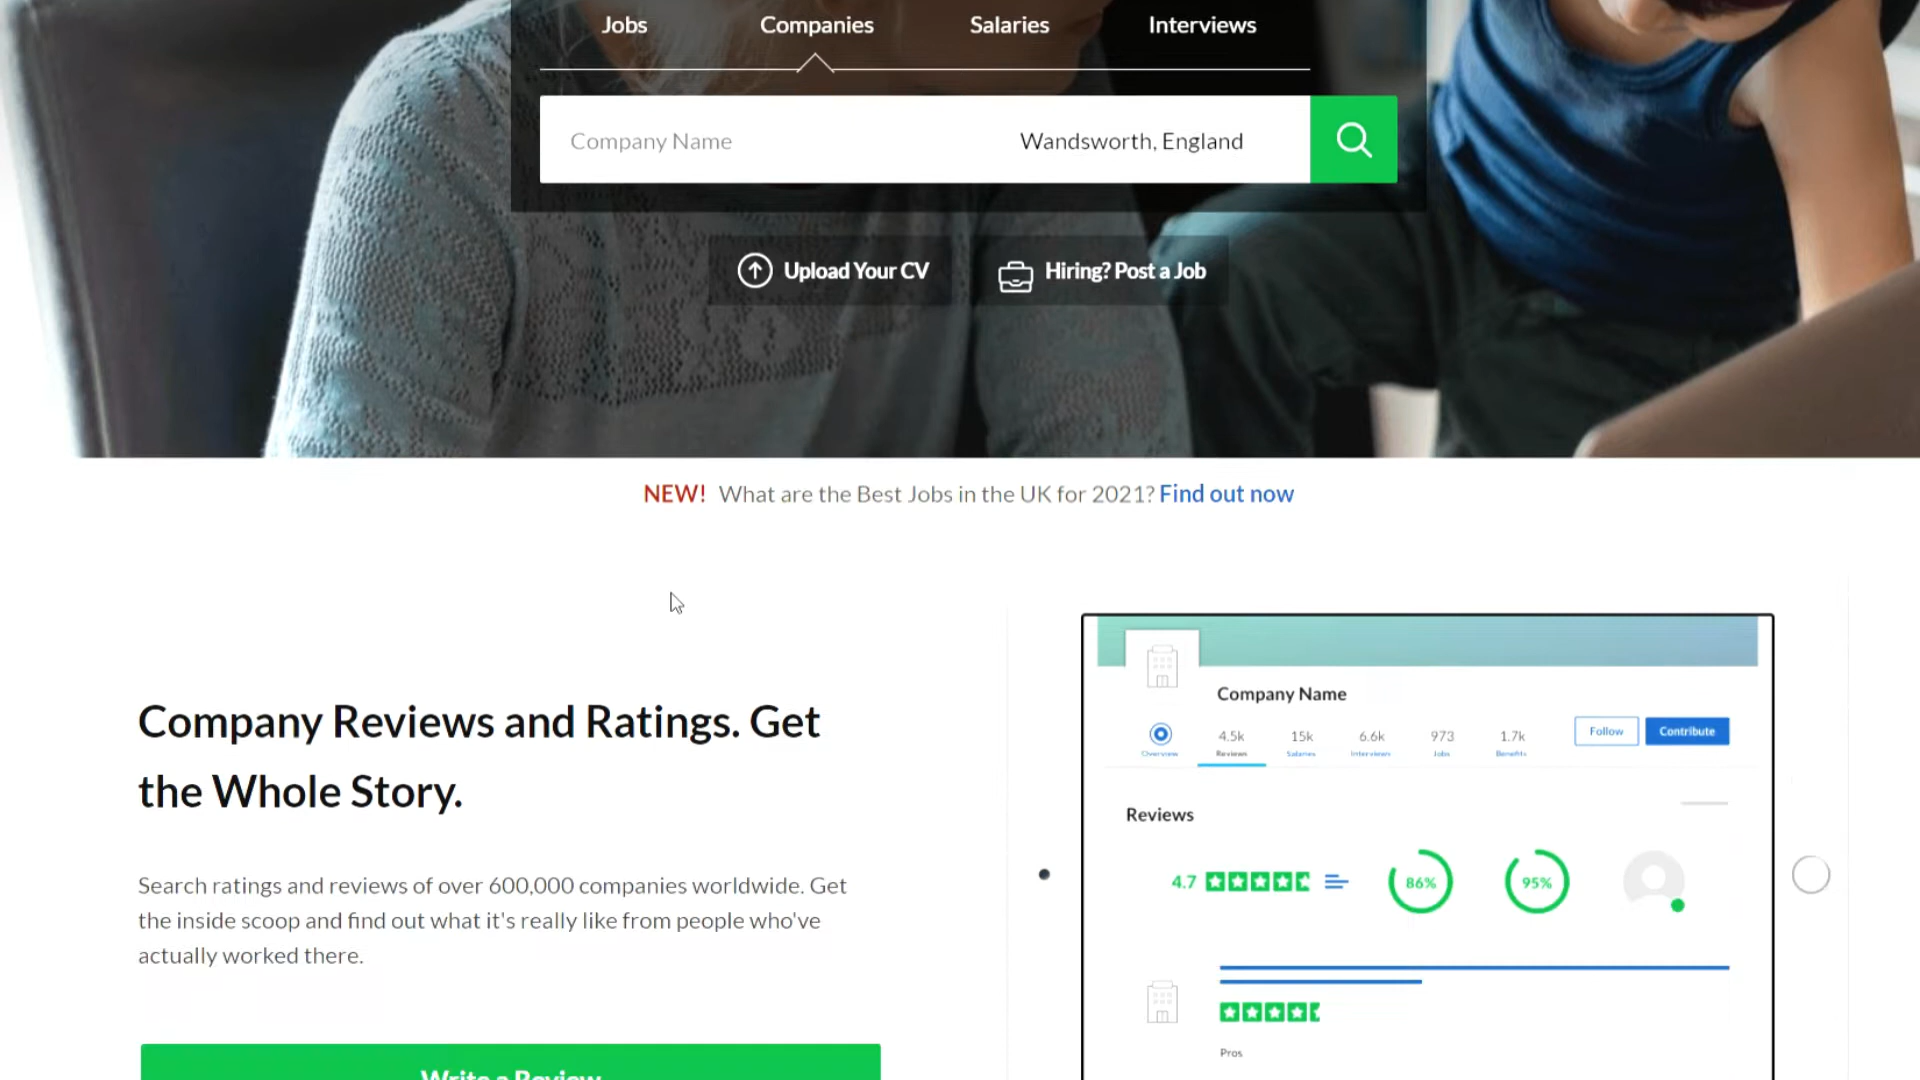 Jobs Companies Salaries Interviews
Company Name Wandsworth, England
Upload Your CV Hiring? Post a Job
NEW! What are the Best Jobs in the UK for 2021? Find out now
Company Reviews and Ratings. Get
the Whole Story.
Search ratings and reviews of over 600,000 companies worldwide. Get
the inside scoop and find out what it's really like from people who've
actually worked there.
Write a Review
Company Name
4.5k 15k 6.6k 973 1.7k
Overview Reviews Salaries Interviews Jobs Benefits
Follow Contribute
Reviews
4.7 86% 95%
Pros